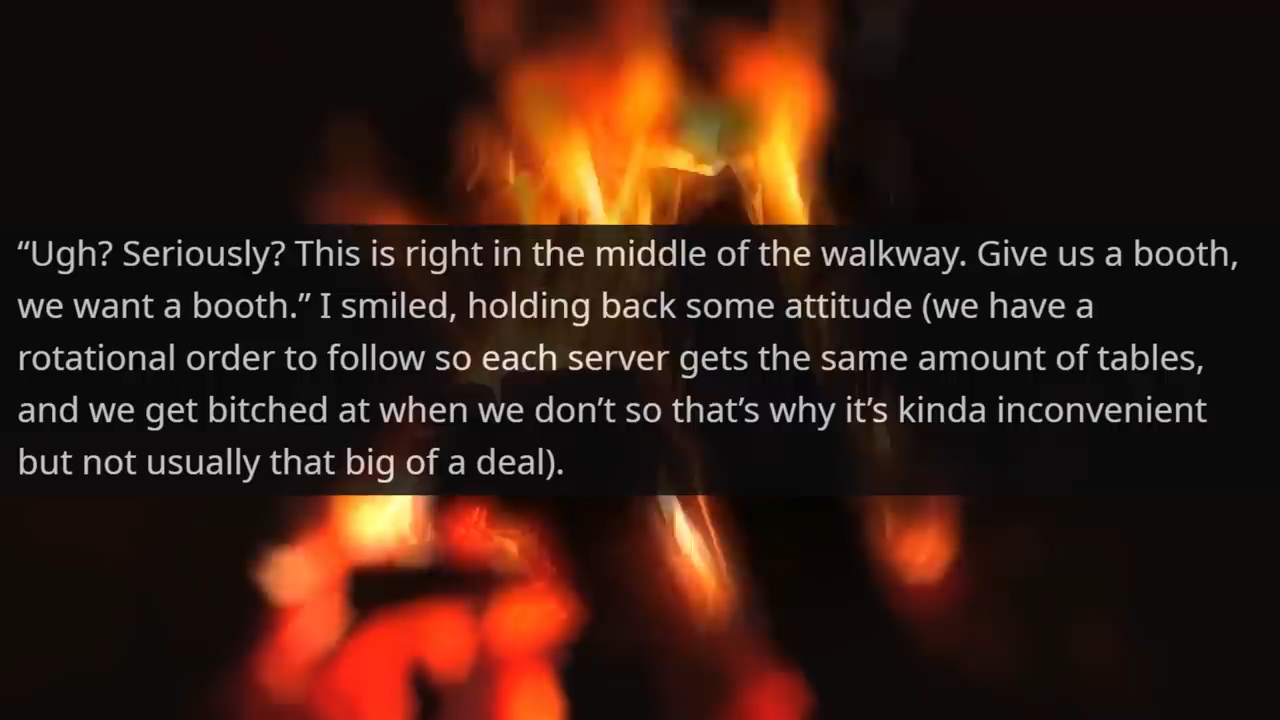 “Ugh? Seriously? This is right in the middle of the walkway. Give us a booth,
we want a booth.” I smiled, holding back some attitude (we have a
rotational order to follow so each server gets the same amount of tables,
and we get bitched at when we don’t so that’s why it’s kinda inconvenient
but not usually that big of a deal).